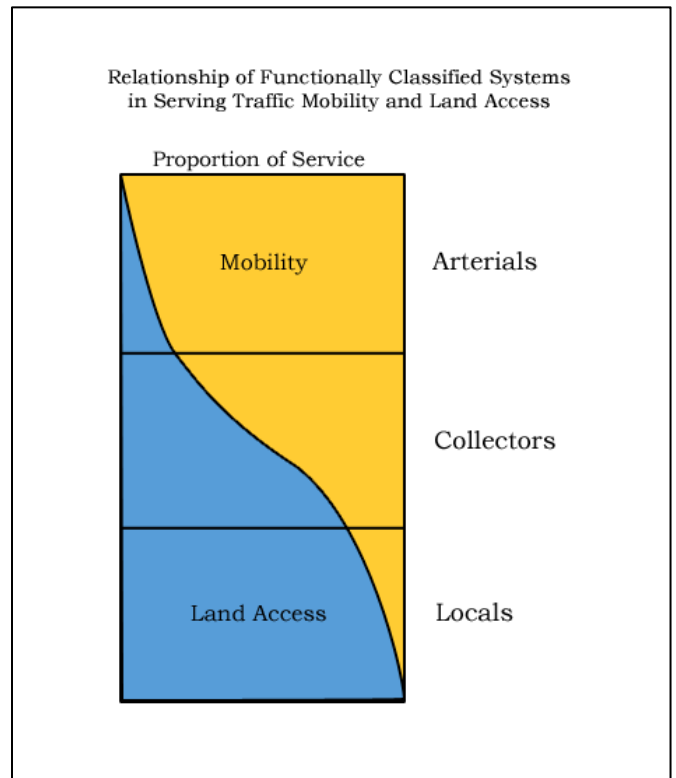 Relationship of Functionally Classified Systems
in Serving Traffic Mobility and Land Access
Proportion of Service
Mobility
Arterials
Collectors
Land Access
Locals